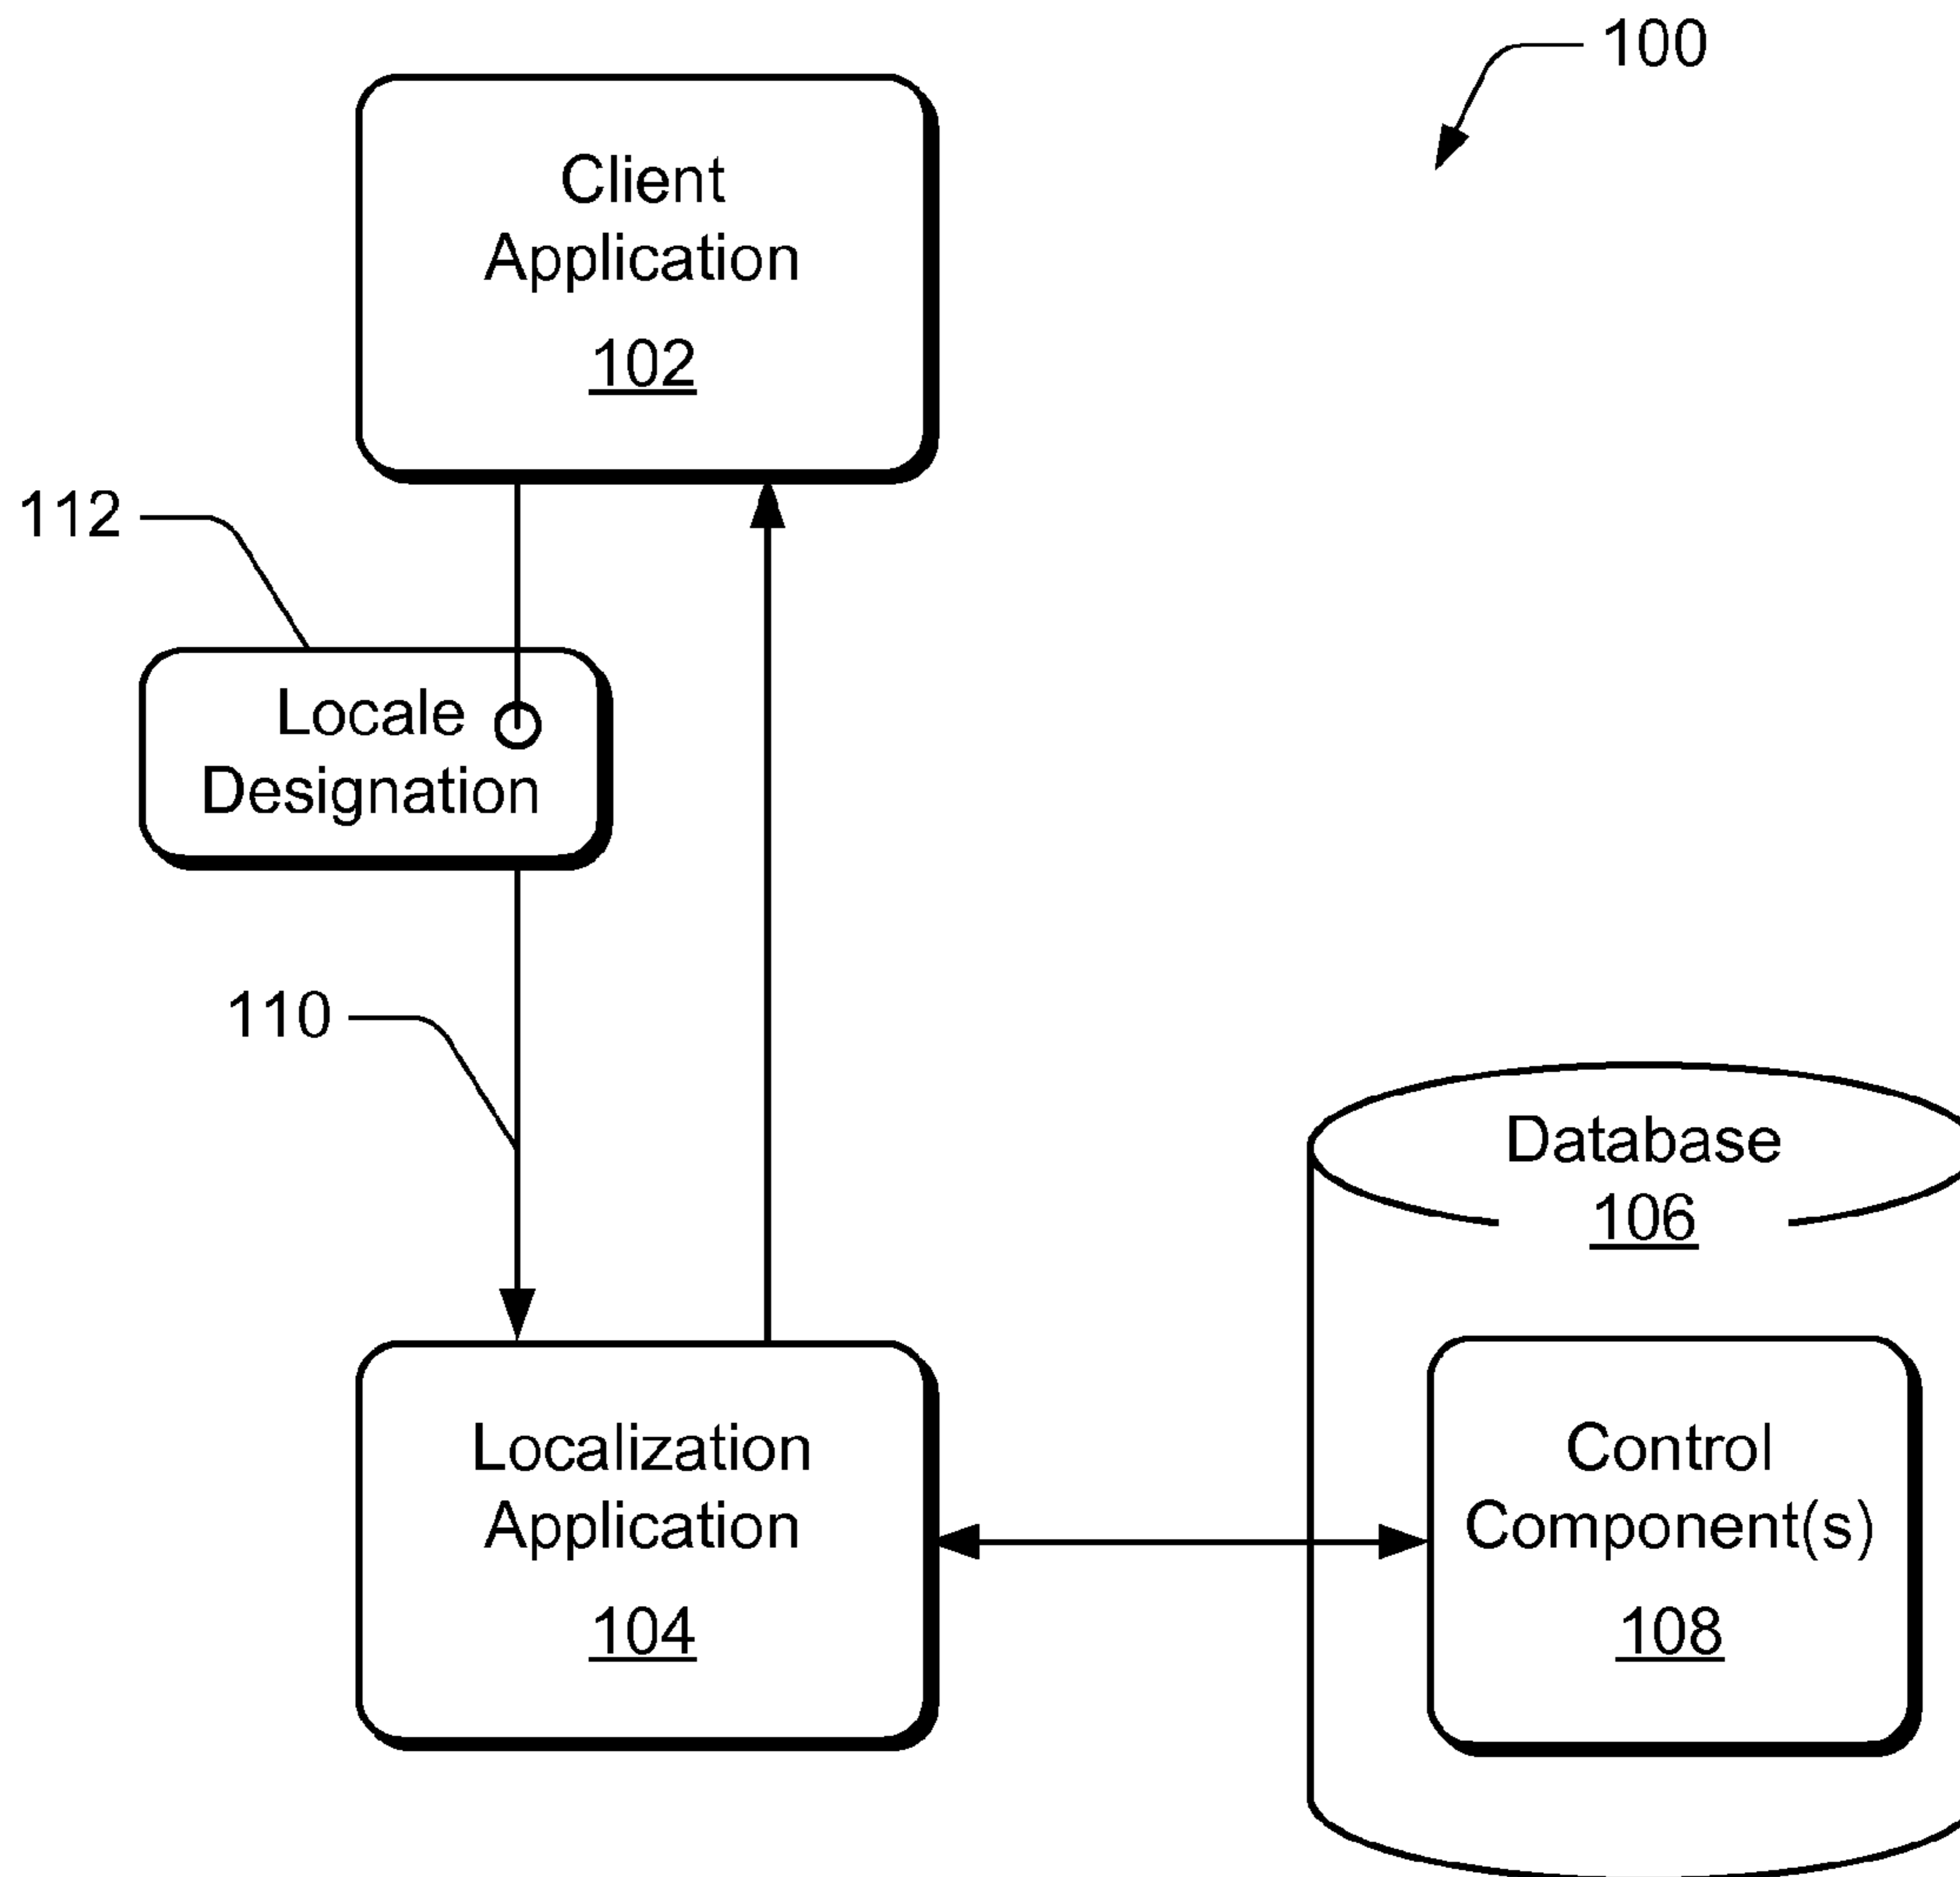 100
Client
Application
102
112
Locale
Designation
110
Database
106
Localization
Application
104
Control
Component(s)
108